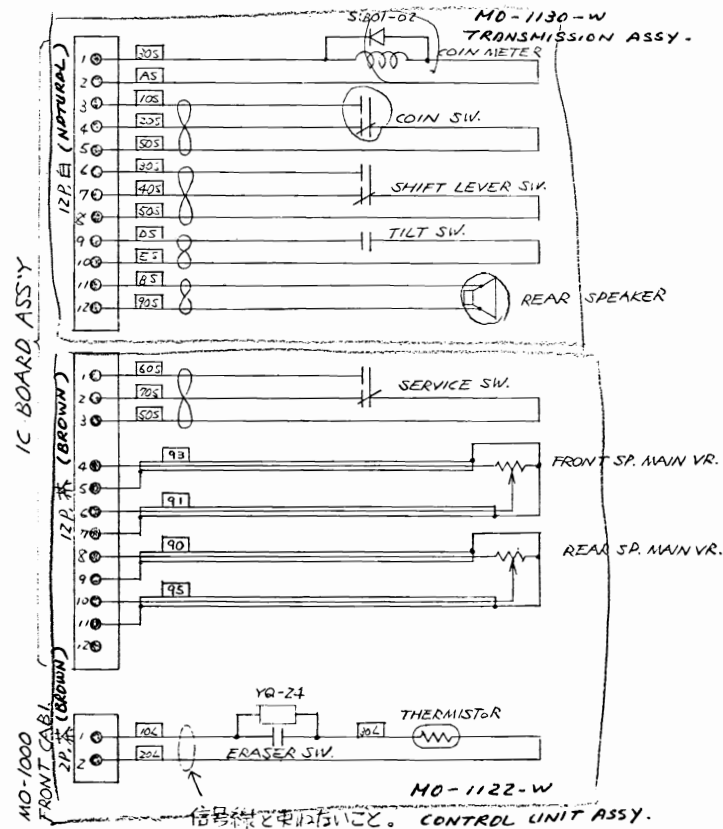 S5B01-02
MO-1130-W
TRANSMISSION ASSY.
COIN METER
1 30S
2 AS
3 10S
4 20S
5 50S
COIN SW.
6 30S
7 40S
8 50S
SHIFT LEVER SW.
9 DS
10 ES
TILT SW.
11 BS
12 90S
REAR SPEAKER
12P.白(NATURAL)
IC BOARD ASS'Y
1 60S
2 70S
3 50S
SERVICE SW.
4 93
5
FRONT SP. MAIN VR.
6 91
7
8 90
9
REAR SP. MAIN VR.
10 95
11
12
12P.茶(BROWN)
YQ-21
1 10L
2 20L
ERASER SW.
30L
THERMISTOR
2P.茶(BROWN)
MO-1000
FRONT CABI.
MO-1122-W
CONTROL UNIT ASSY.
信号線と束ねないこと。